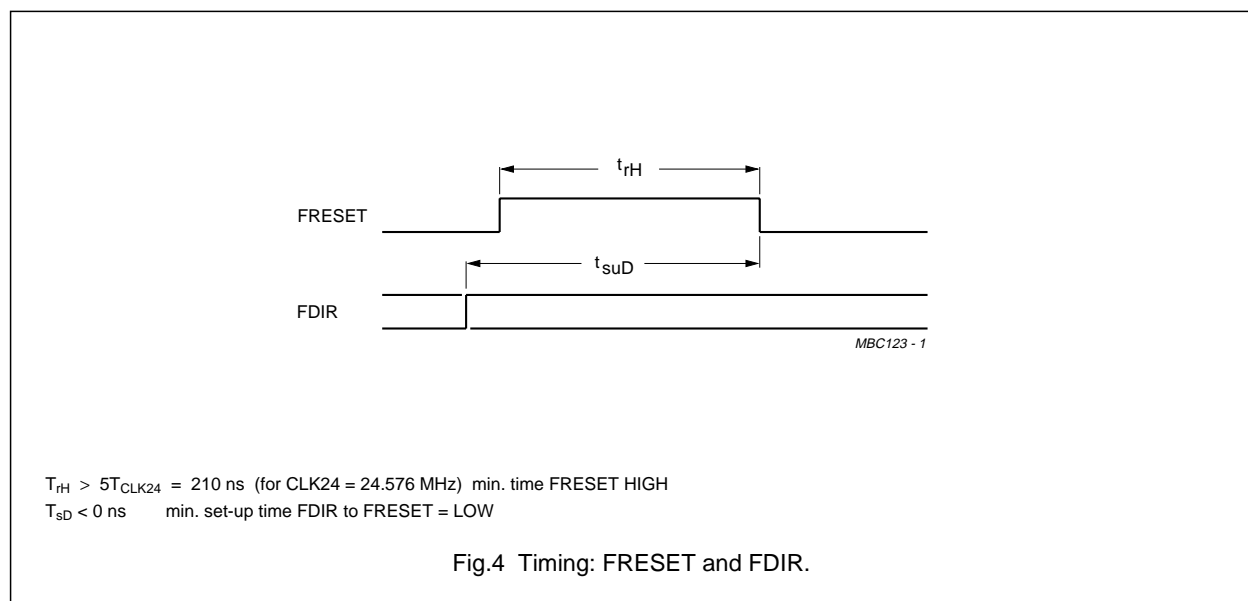 t_rH
FRESET
t_suD
FDIR
MBC123 - 1
T_rH > 5T_CLK24 = 210 ns (for CLK24 = 24.576 MHz) min. time FRESET HIGH
T_sD < 0 ns min. set-up time FDIR to FRESET = LOW
Fig.4 Timing: FRESET and FDIR.